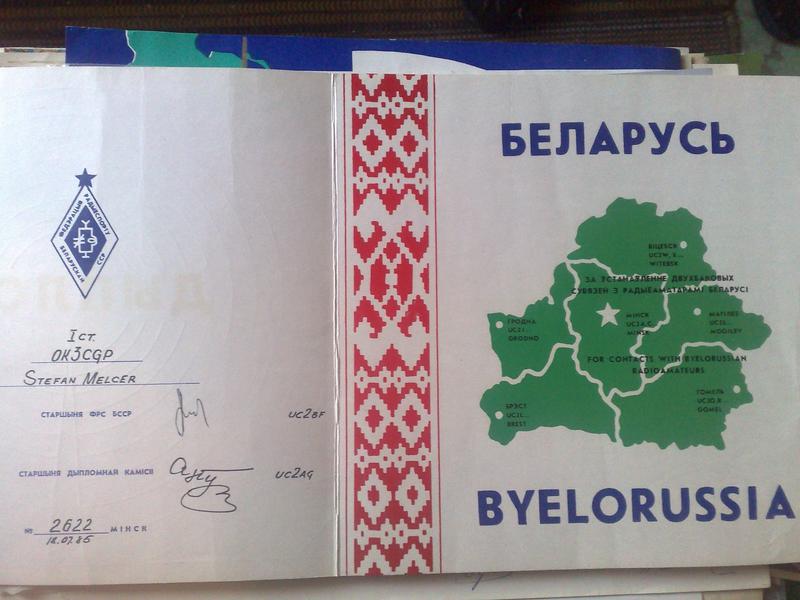 ФЕДЭРАЦЫЯ РАДЫЁСПОРТУ
БЕЛАРУСКАЙ ССР
I СТ.
OK3CGP
STEFAN MELCER
СТАРШЫНЯ ФРС БССР
UC2BF
СТАРШЫНЯ ДЫПЛОМНАЙ КАМІСІІ
UC2AG
№ 2622 МІНСК
18.07.85
БЕЛАРУСЬ
ВІЦЕБСК
UC2W,
WITEBSK
ЗА ЎСТАНАЎЛЕННЕ ДВУХБАКОВЫХ
СУВЯЗЕЙ З РАДЫЁАМАТАРАМІ БЕЛАРУСІ
ГРОДНА
UC2I
GRODNO
МІНСК
UC2A,C
MINSK
МАГІЛЁЎ
UC2S
MOGILEV
FOR CONTACTS WITH BYELORUSSIAN
RADIOAMATEURS
БРЭСТ
UC2L
BREST
ГОМЕЛЬ
UC2O,
GOMEL
BYELORUSSIA